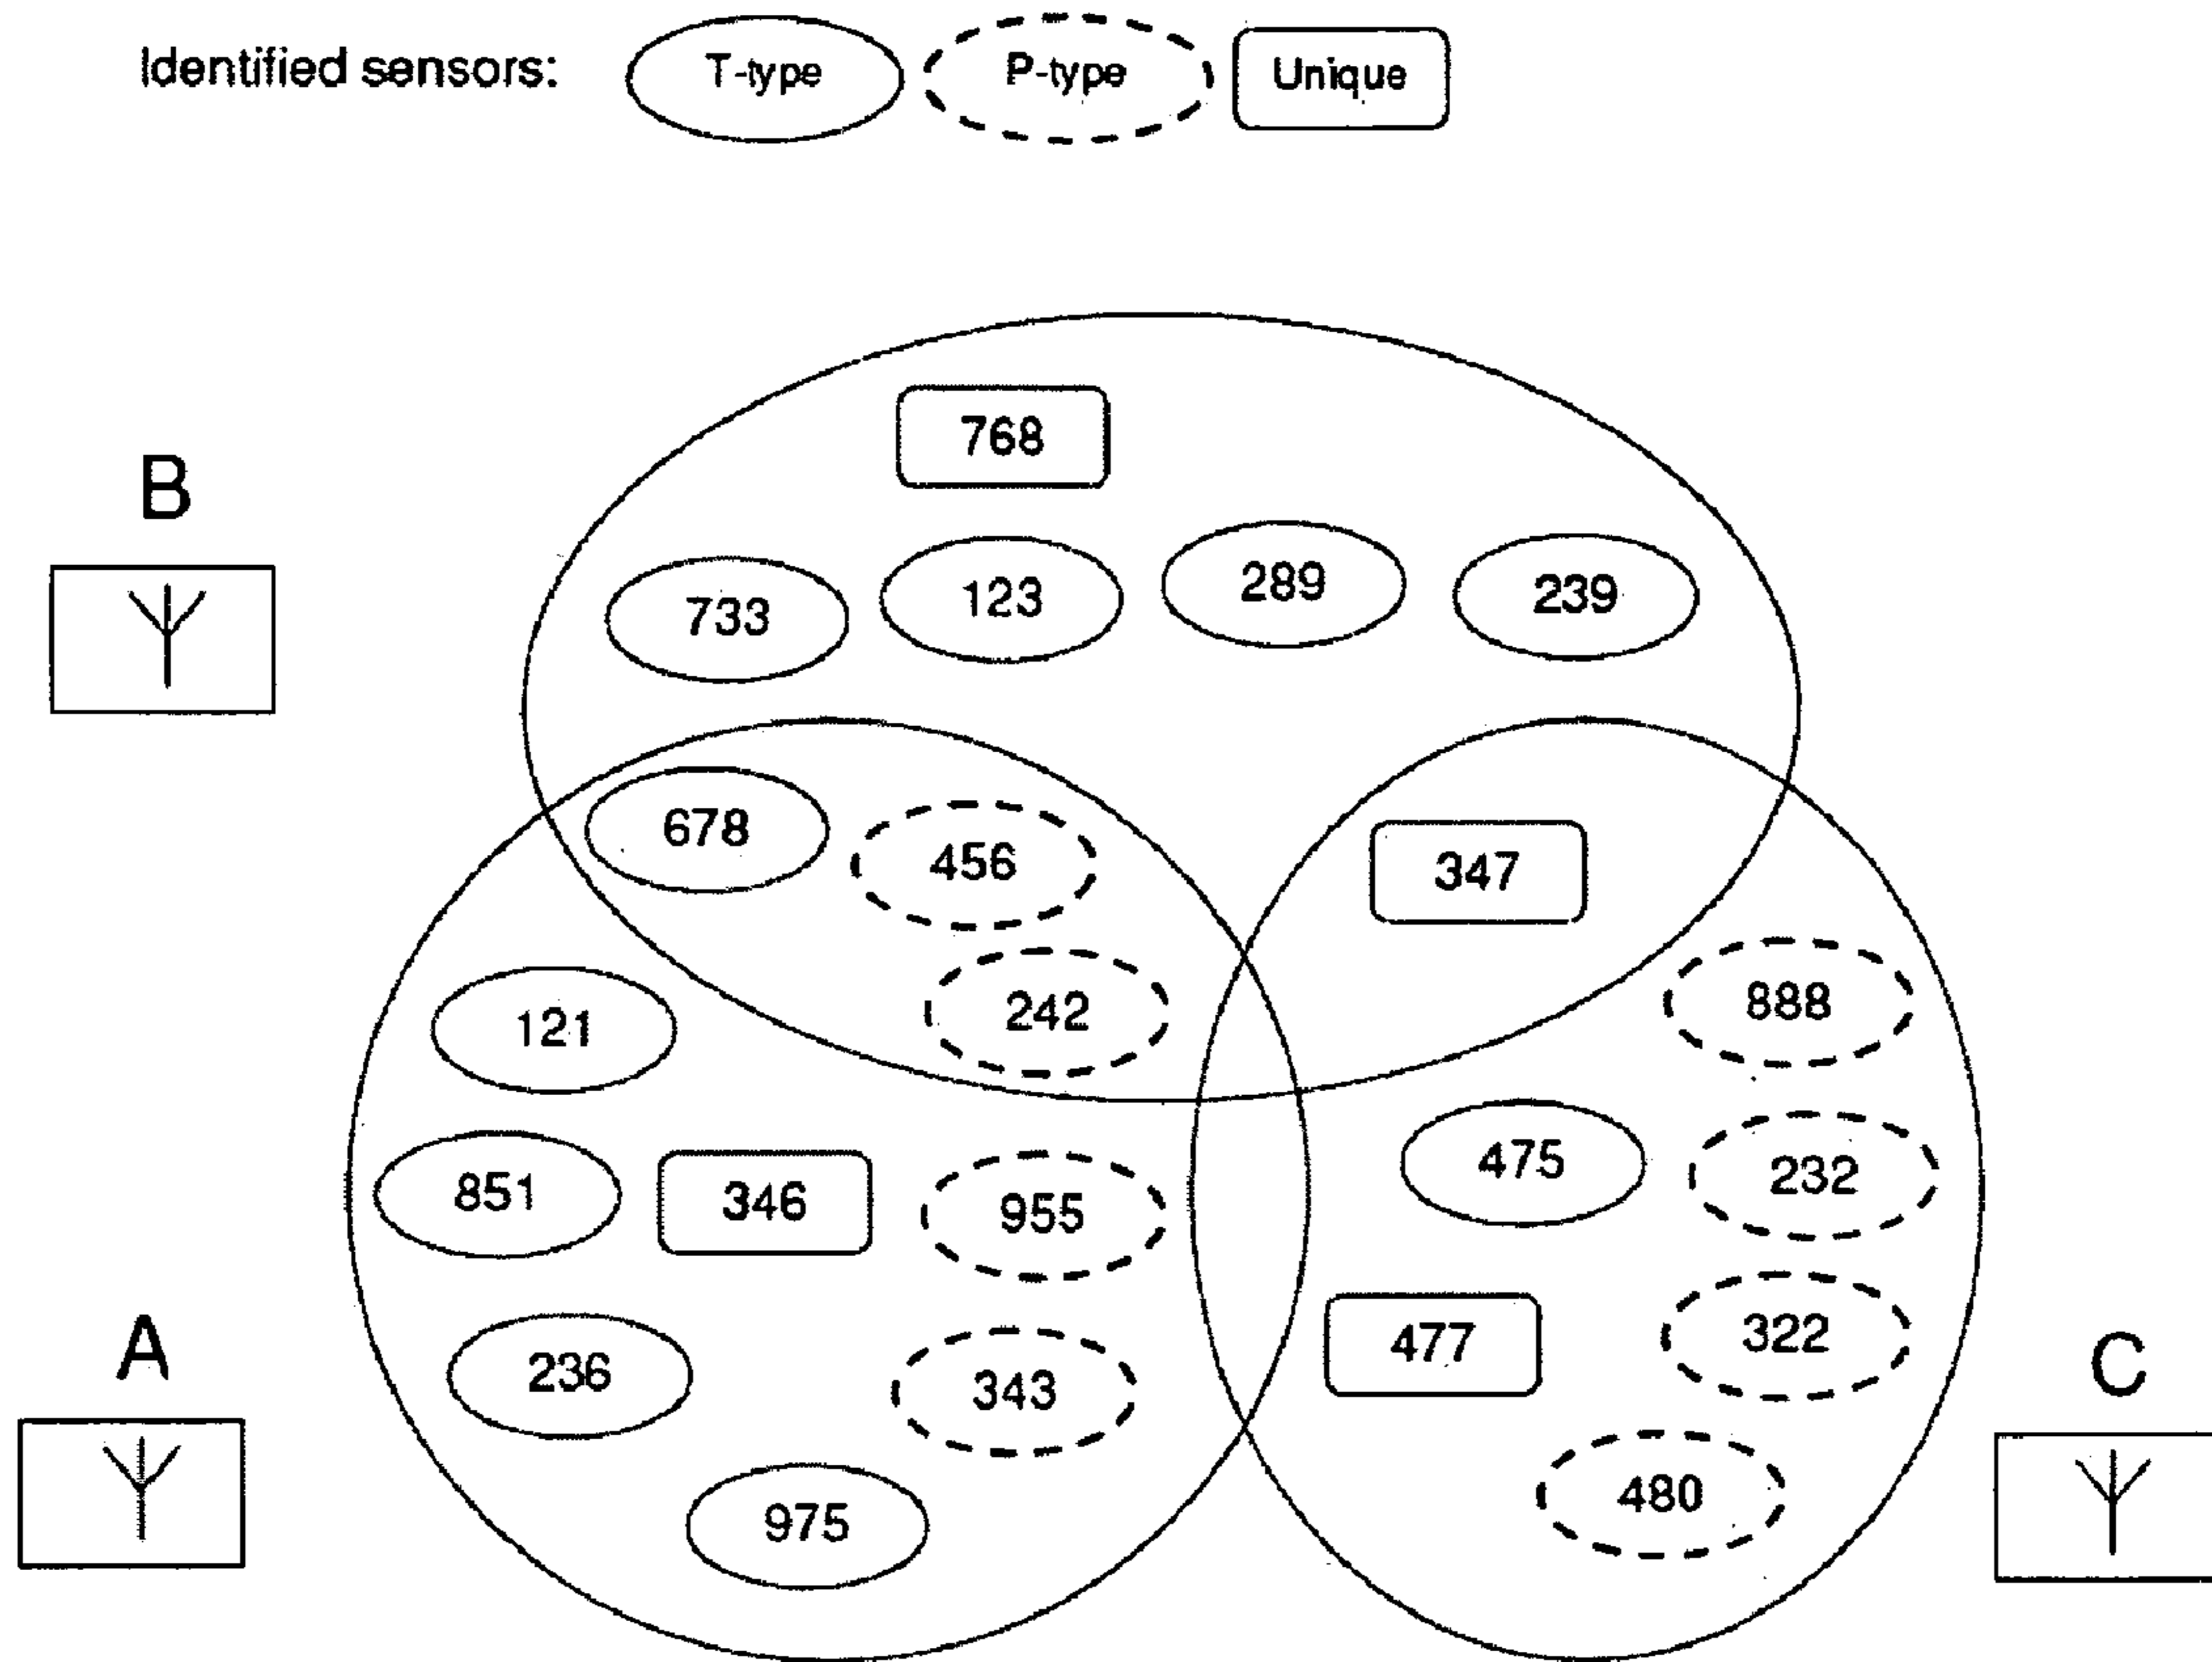 Identified sensors: T-type P-type Unique
768
B
733 123 289 239
678 456 347
242 888
121
475 232
851 346 955
477 322
A
C
236 343
480
975